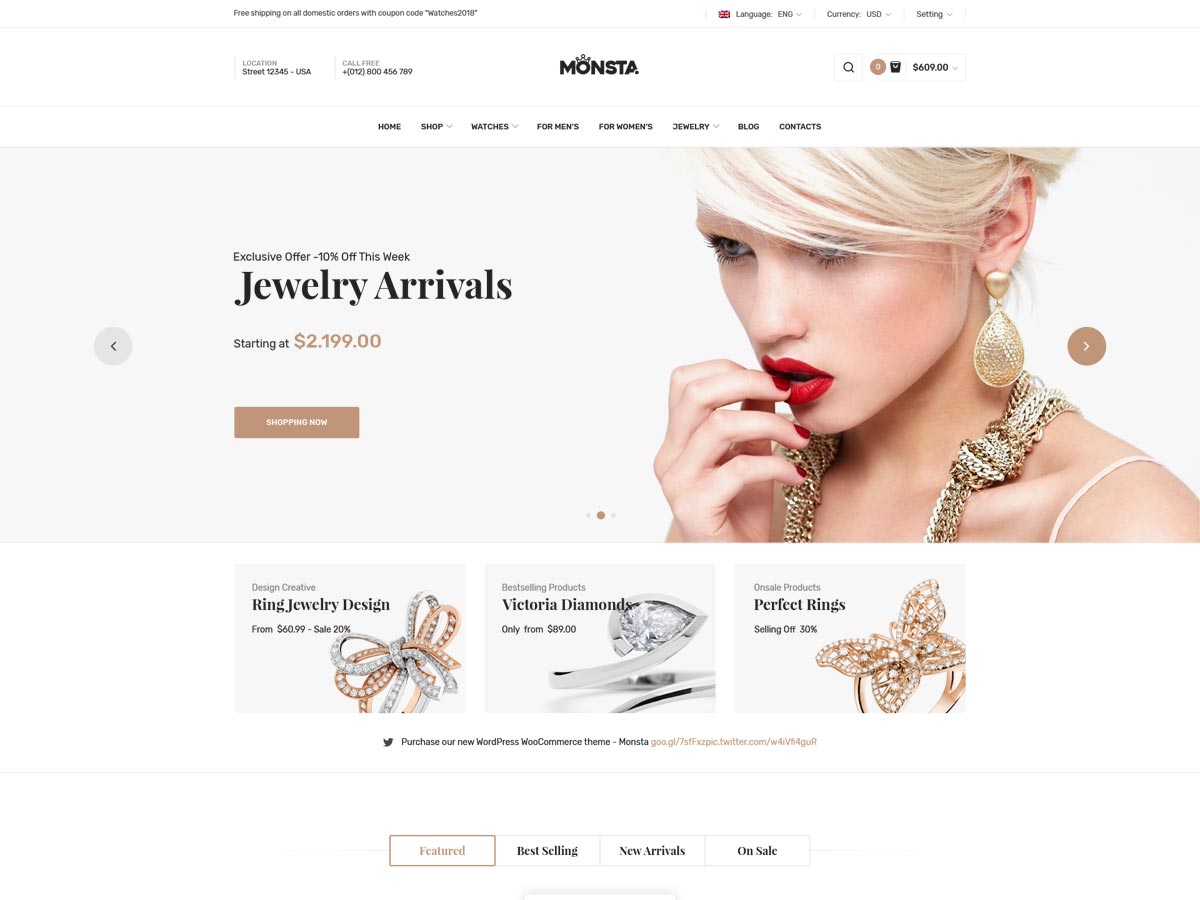 Free shipping on all domestic orders with coupon code "Watches2018"
Language: ENG
Currency: USD
Setting
LOCATION
Street 12345 - USA
CALL FREE
+(012) 800 456 789
MONSTA
0
$609.00
HOME
SHOP
WATCHES
FOR MEN'S
FOR WOMEN'S
JEWELRY
BLOG
CONTACTS
Exclusive Offer -10% Off This Week
Jewelry Arrivals
Starting at $2.199.00
SHOPPING NOW
Design Creative
Ring Jewelry Design
From $60.99 - Sale 20%
Bestselling Products
Victoria Diamonds
Only from $89.00
Onsale Products
Perfect Rings
Selling Off 30%
Purchase our new WordPress WooCommerce theme - Monsta goo.gl/7sfFxzpic.twitter.com/w4iVfi4guR
Featured
Best Selling
New Arrivals
On Sale